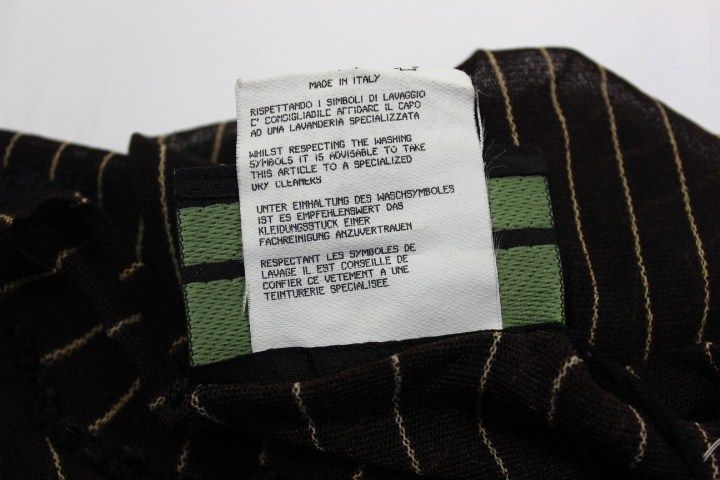 MADE IN ITALY
RISPETTANDO I SIMBOLI DI LAVAGGIO
E' CONSIGLIABILE AFFIDARE IL CAPO
AD UNA LAVANDERIA SPECIALIZZATA
WHILST RESPECTING THE WASHING
SYMBOLS IT IS ADVISABLE TO TAKE
THIS ARTICLE TO A SPECIALIZED
DRY CLEANERS
UNTER EINHALTUNG DES WASCHSYMBOLES
IST ES EMPFEHLENSWERT DAS
KLEIDUNGSSTUCK EINER
FACHREINIGUNG ANZUVERTRAUEN
RESPECTANT LES SYMBOLES DE
LAVAGE IL EST CONSEILLE DE
CONFIER CE VETEMENT A UNE
TEINTURERIE SPECIALISEE